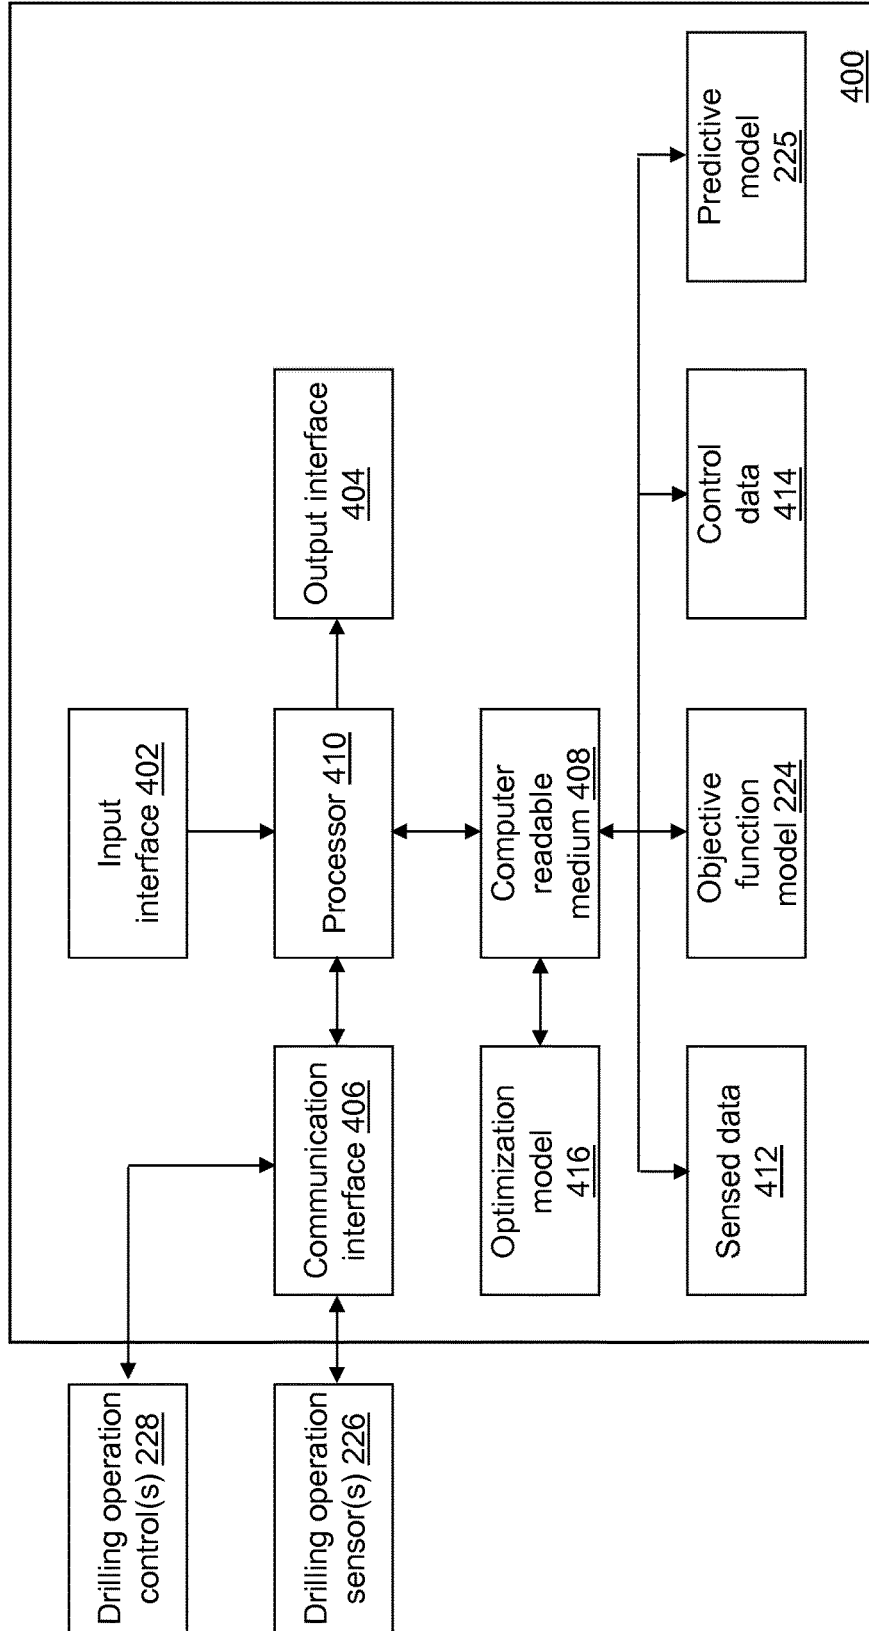 Drilling operation
control(s) 228
Drilling operation
sensor(s) 226
Input
interface 402
Communication
interface 406
Processor 410
Output interface
404
Optimization
model
416
Computer
readable
medium 408
Sensed data
412
Objective
function
model 224
Control
data
414
Predictive
model
225
400